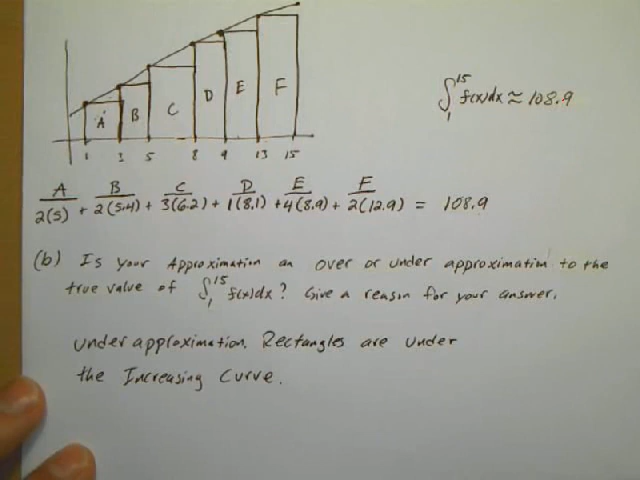 A B C D E F
1 3 5 8 9 13 15
∫₁¹⁵ f(x)dx ≈ 108.9
A B C D E F
2(5) + 2(5.4) + 3(6.2) + 1(8.1) + 4(8.9) + 2(12.9) = 108.9
(b) Is your Approximation an over or under approximation to the
true value of ∫₁¹⁵ f(x)dx? Give a reason for your answer.
under approximation. Rectangles are under
the Increasing Curve.